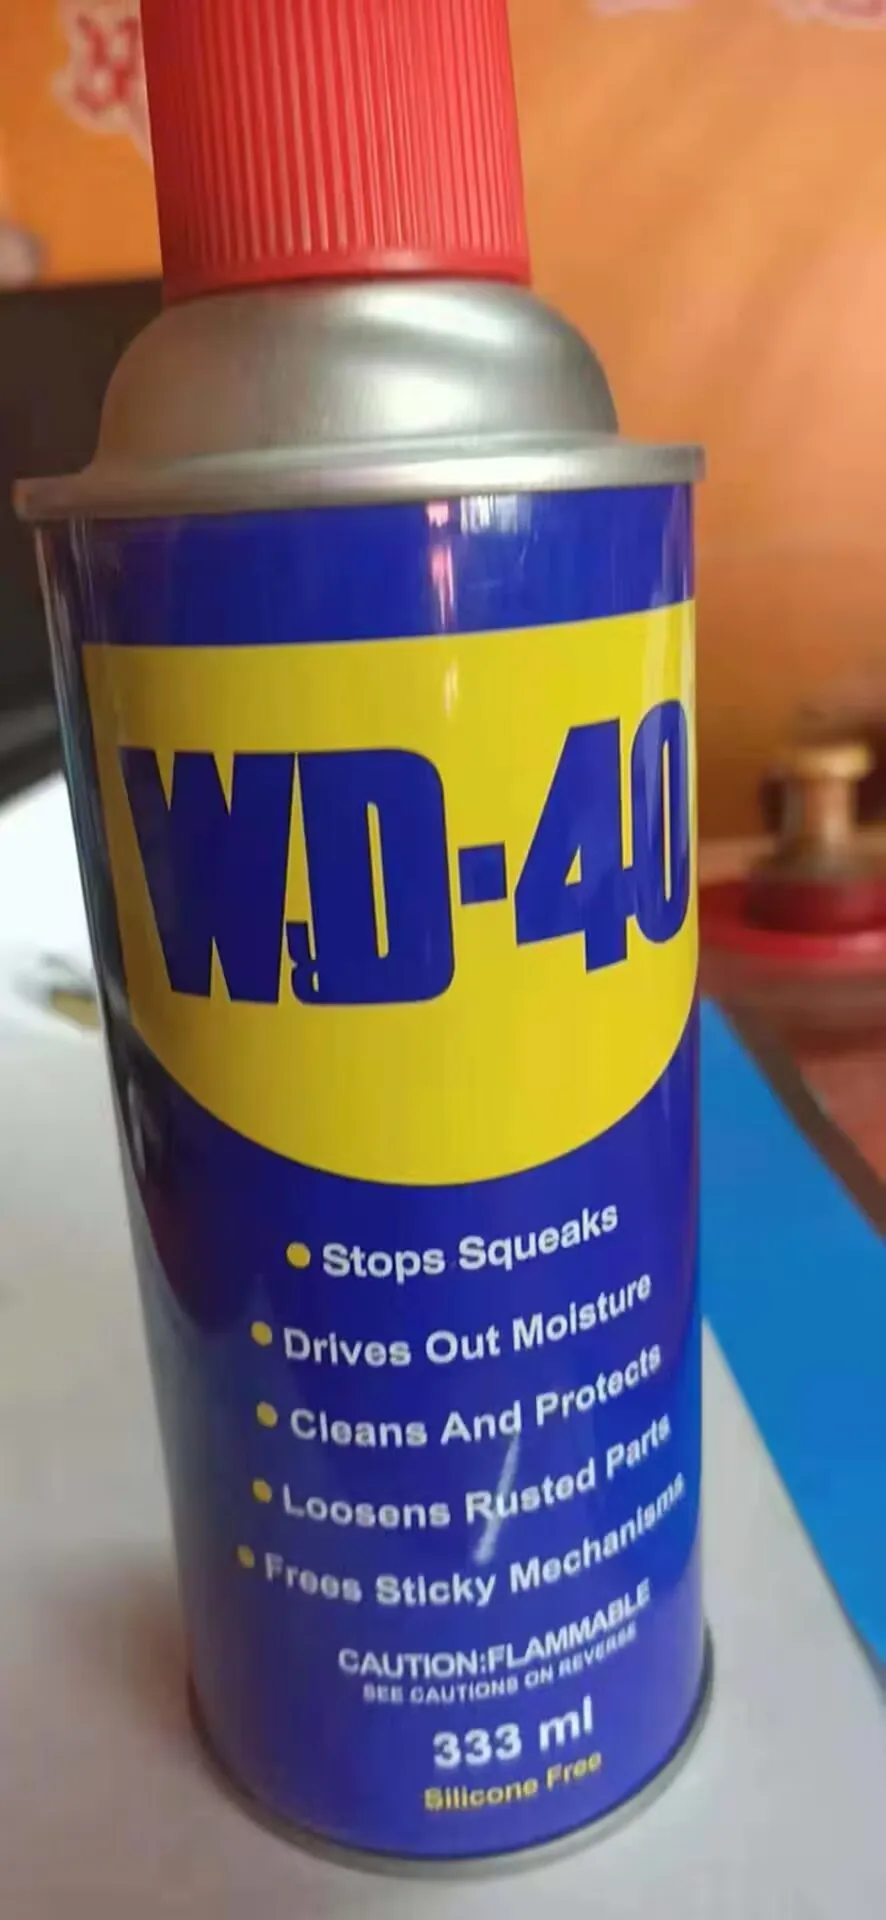 WD-40
• Stops Squeaks
• Drives Out Moisture
• Cleans And Protects
• Loosens Rusted Parts
• Frees Sticky Mechanisms
CAUTION:FLAMMABLE
SEE CAUTIONS ON REVERSE
333 ml
Silicone Free